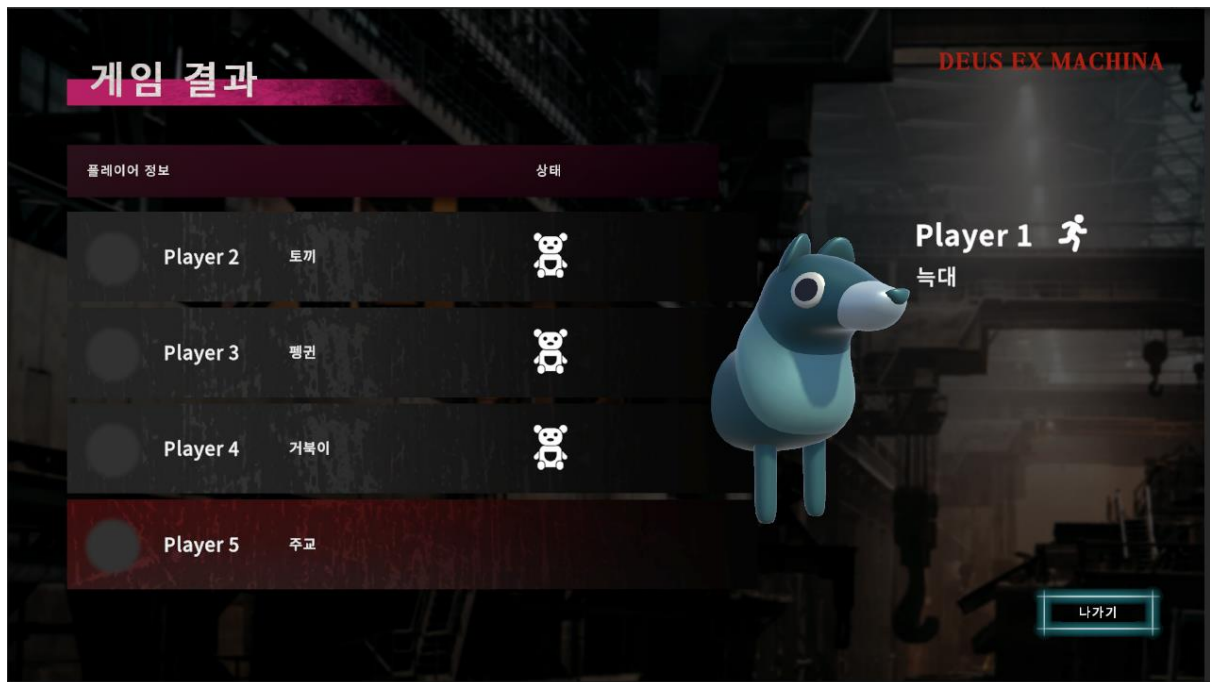 게임 결과
DEUS EX MACHINA
플레이어 정보 상태
Player 2 토끼
Player 3 펭귄
Player 4 거북이
Player 5 주교
Player 1
늑대
나가기